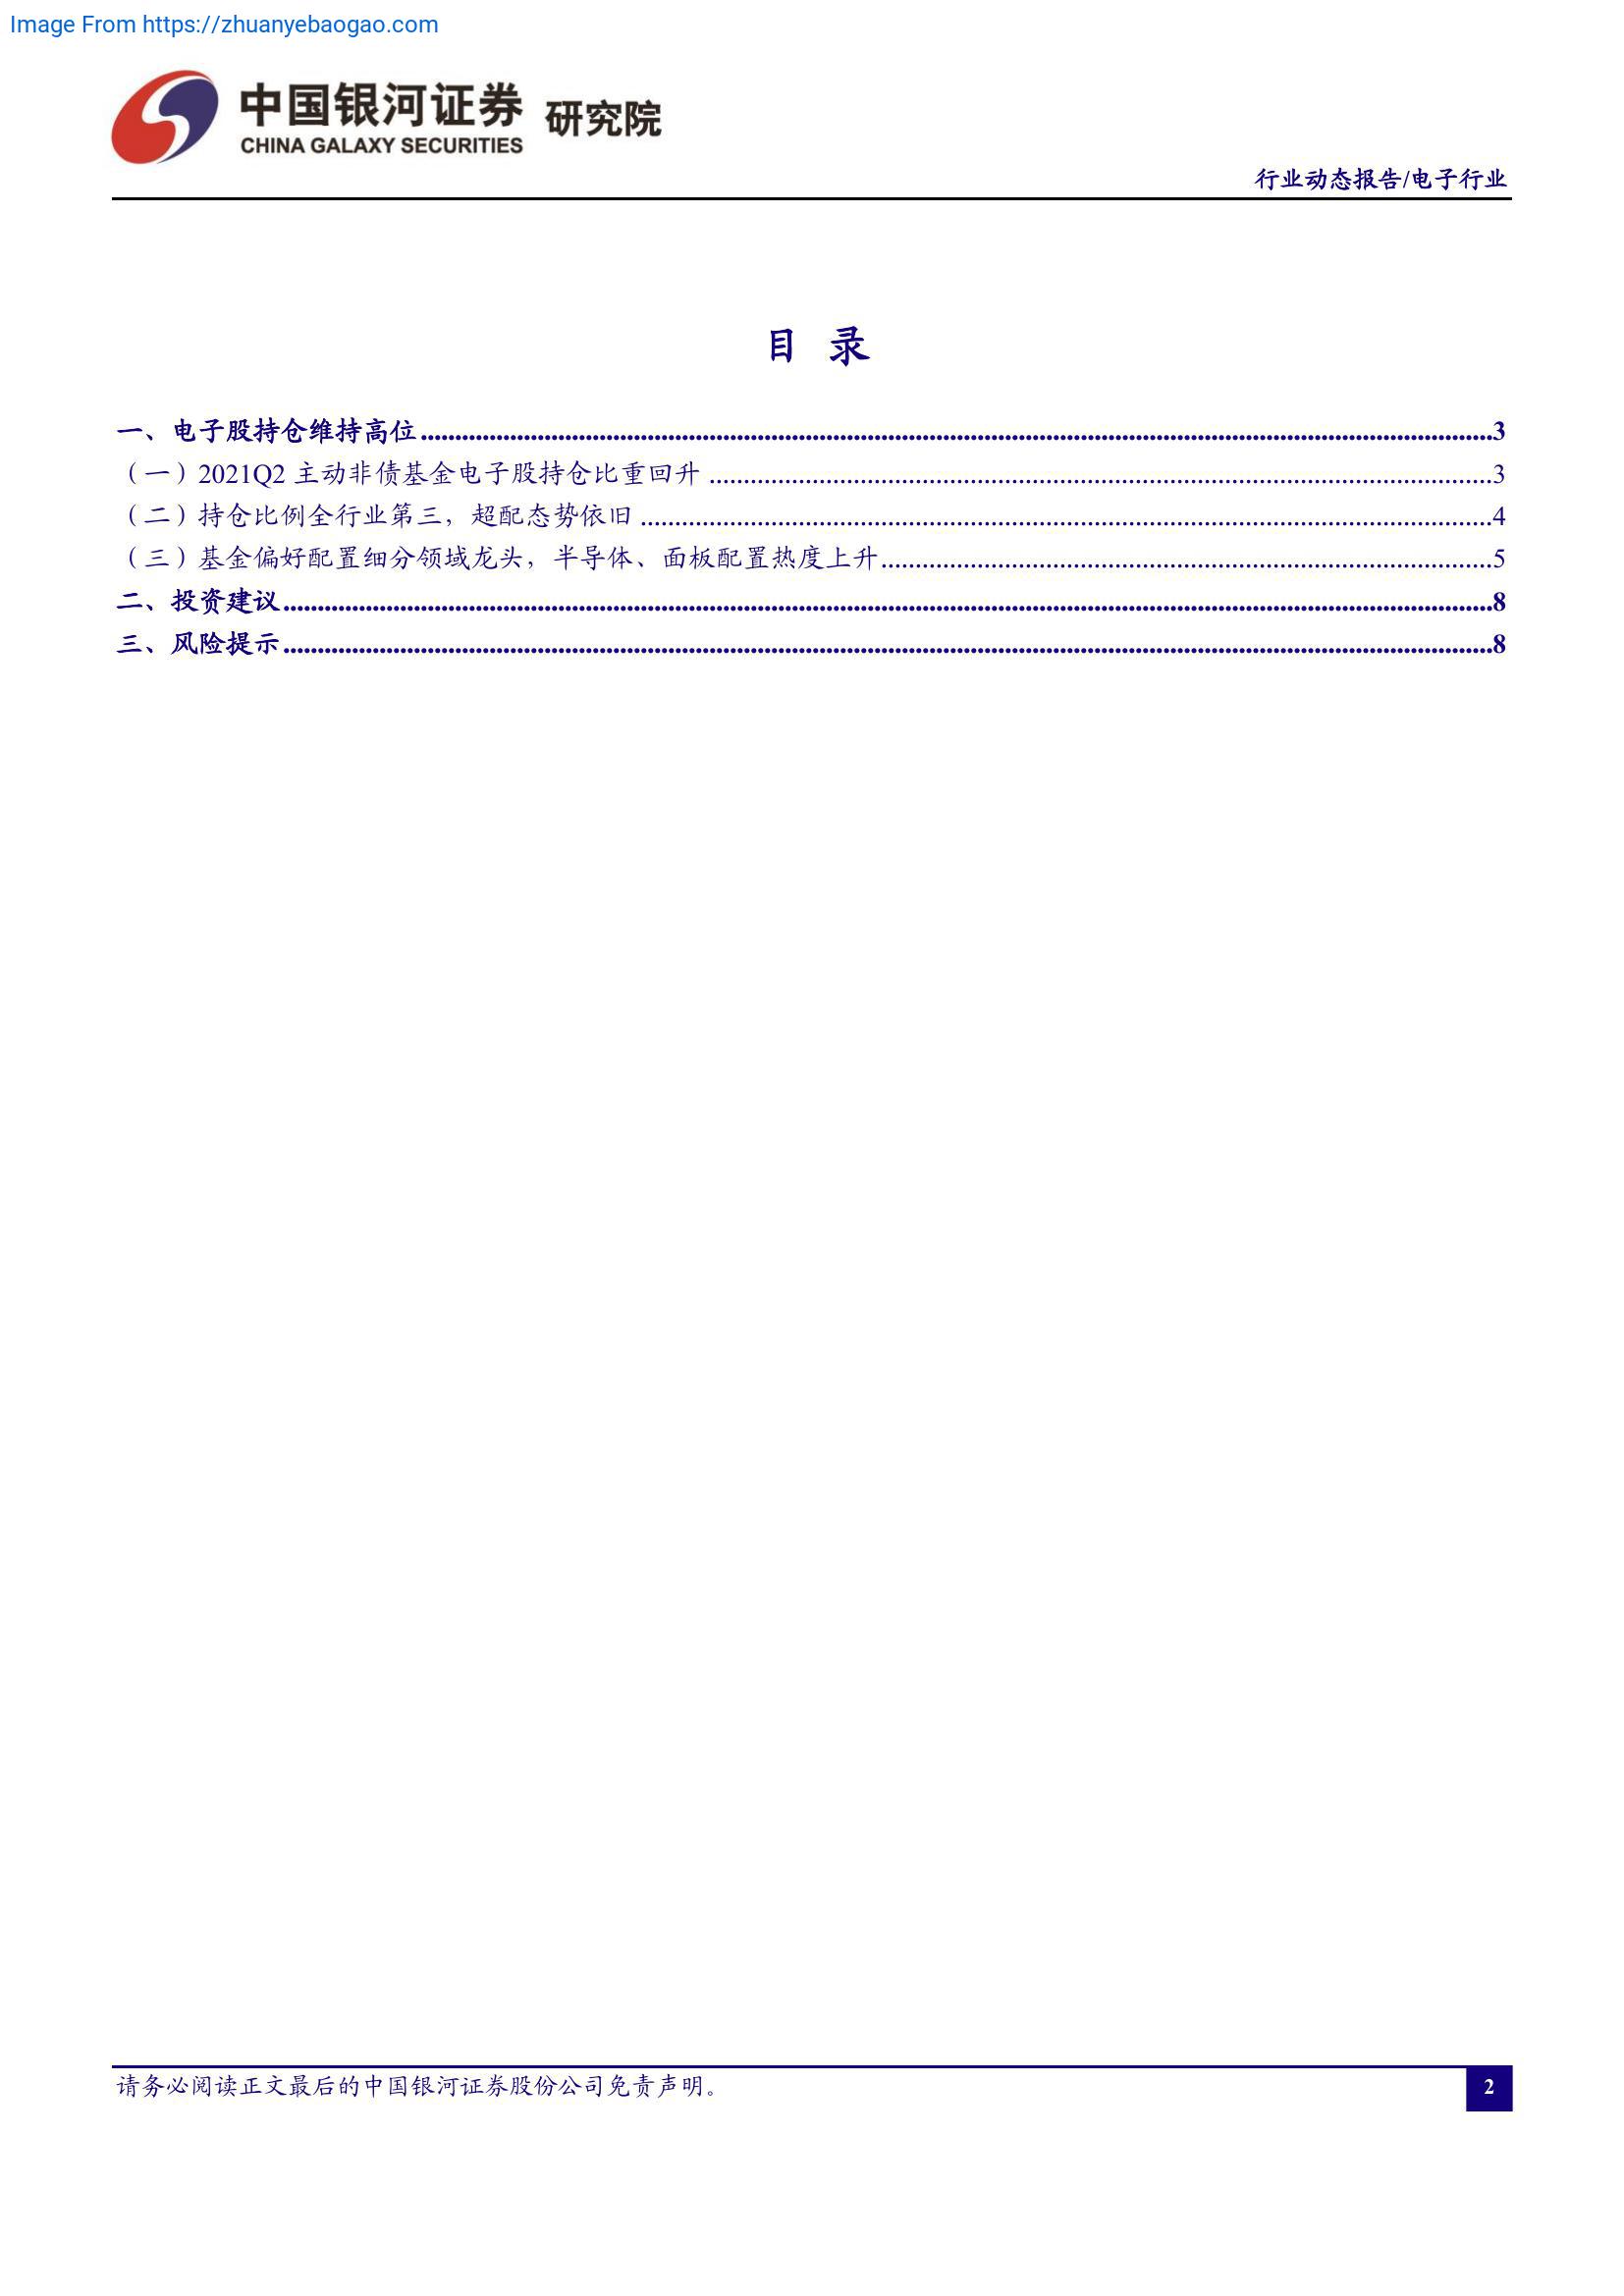 Image From https://zhuanyebaogao.com
中国银河证券 研究院
CHINA GALAXY SECURITIES
行业动态报告/电子行业
目 录
一、电子股持仓维持高位 3
（一）2021Q2 主动非债基金电子股持仓比重回升 3
（二）持仓比例全行业第三，超配态势依旧 4
（三）基金偏好配置细分领域龙头，半导体、面板配置热度上升 5
二、投资建议 8
三、风险提示 8
请务必阅读正文最后的中国银河证券股份公司免责声明。
2